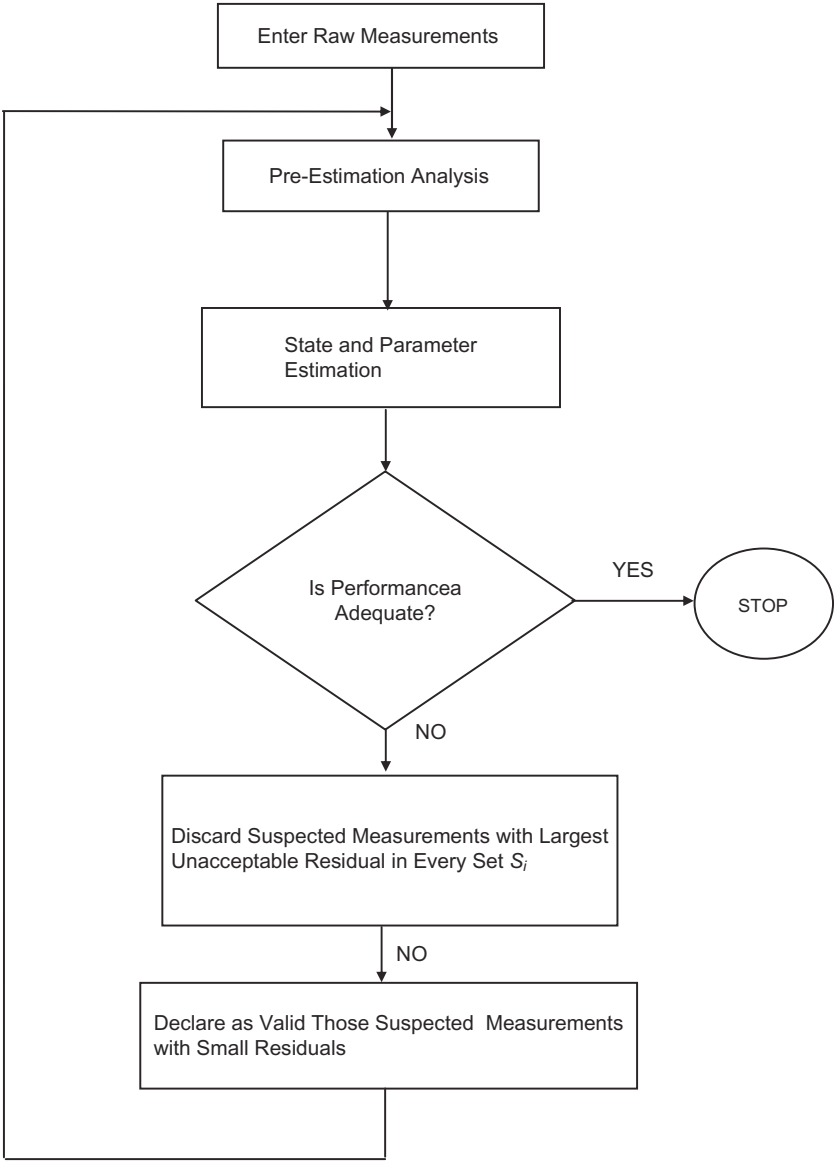 Enter Raw Measurements
Pre-Estimation Analysis
State and Parameter
Estimation
Is Performancea
Adequate?
YES
STOP
NO
Discard Suspected Measurements with Largest
Unacceptable Residual in Every Set Si
NO
Declare as Valid Those Suspected Measurements
with Small Residuals